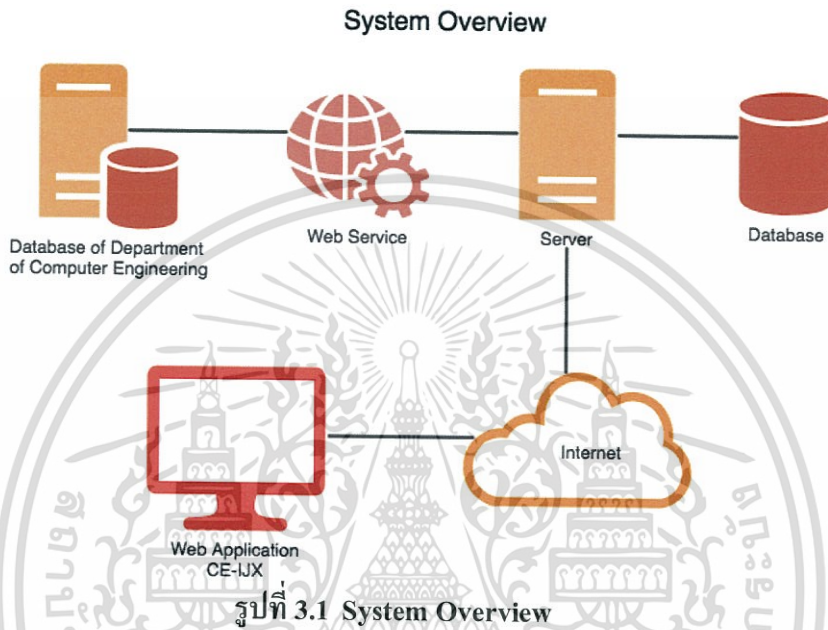 System Overview
Database of Department
of Computer Engineering
Web Service
Server
Database
Internet
Web Application
CE-IJX
รูปที่ 3.1 System Overview